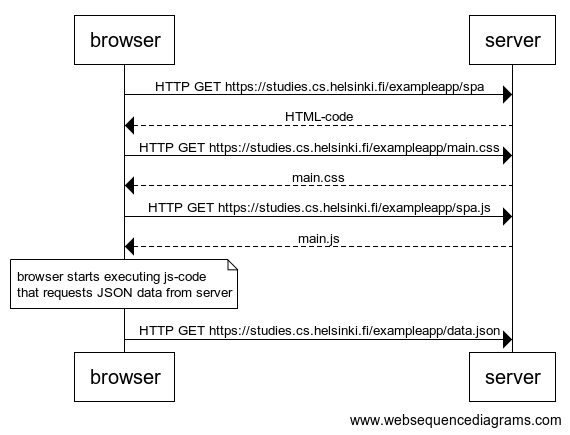 browser
server
HTTP GET https://studies.cs.helsinki.fi/exampleapp/spa
HTML-code
HTTP GET https://studies.cs.helsinki.fi/exampleapp/main.css
main.css
HTTP GET https://studies.cs.helsinki.fi/exampleapp/spa.js
main.js
browser starts executing js-code
that requests JSON data from server
HTTP GET https://studies.cs.helsinki.fi/exampleapp/data.json
browser
server
www.websequencediagrams.com